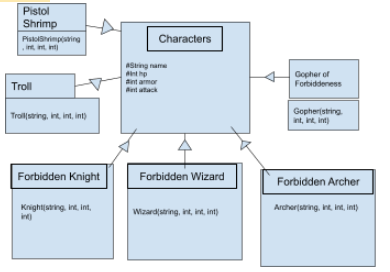 Pistol
Shrimp
PistolShrimp(string
, int, int, int)
Characters
#String name
#Int hp
#int armor
#int attack
Troll
Troll(string, int, int, int)
Gopher of
Forbiddeness
Gopher(string,
int, int, int)
Forbidden Knight
Knight(string, int, int,
int)
Forbidden Wizard
Wizard(string, int, int, int)
Forbidden Archer
Archer(string, int, int, int)